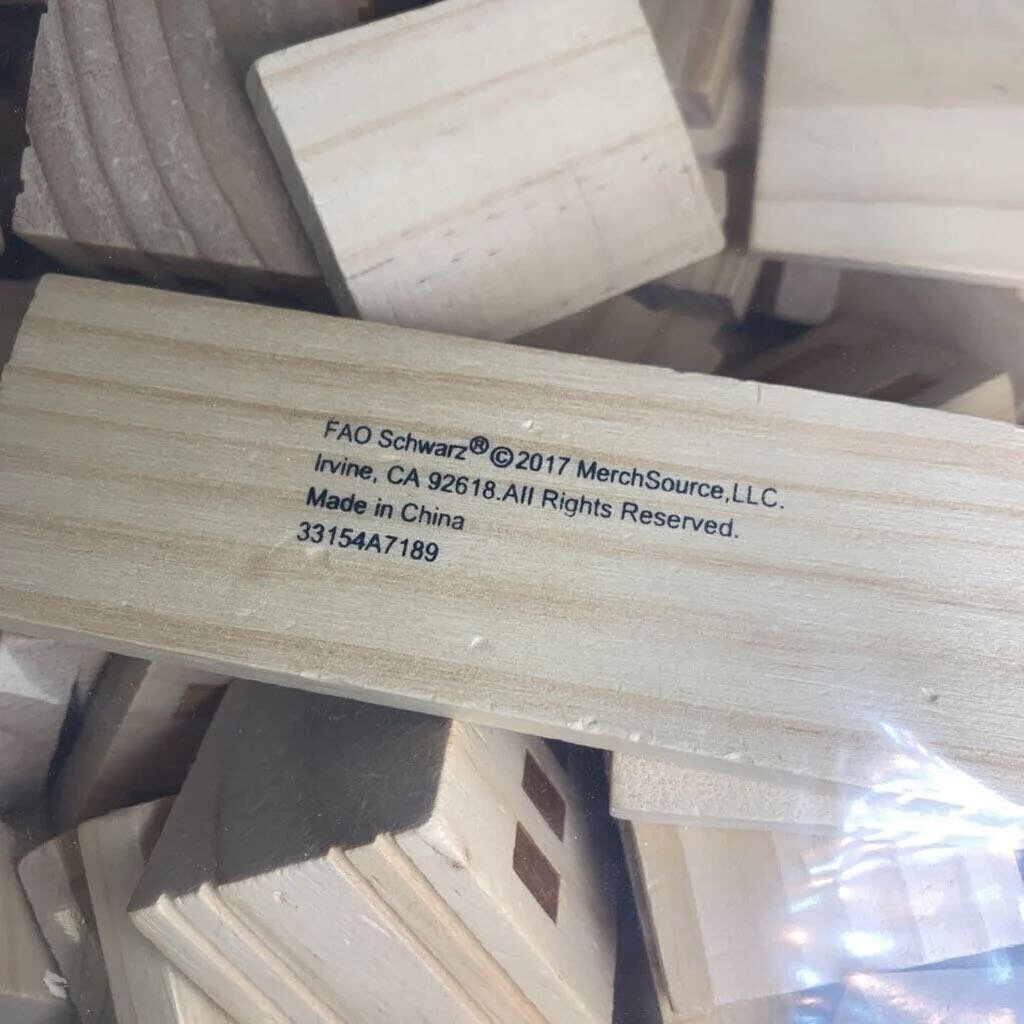 FAO Schwarz®©2017 MerchSource,LLC.
Irvine, CA 92618.All Rights Reserved.
Made in China
33154A7189